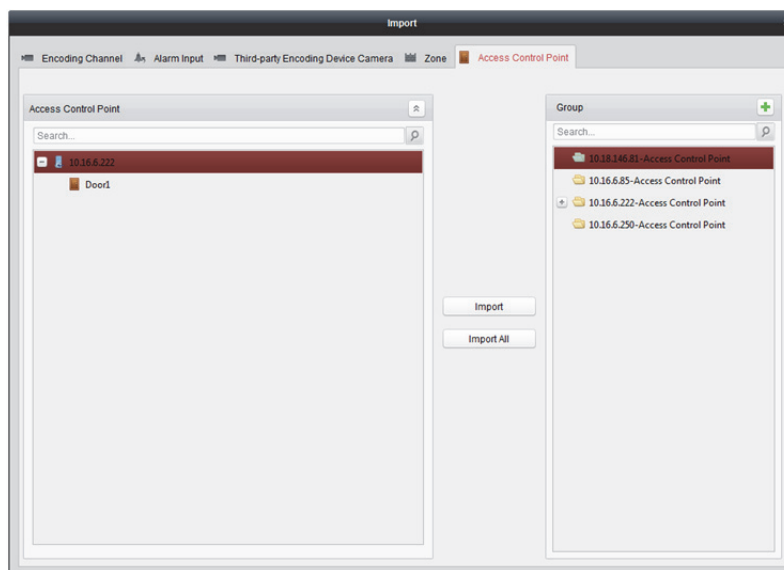 Import
Encoding Channel Alarm Input Third-party Encoding Device Camera Zone Access Control Point
Access Control Point
Search...
10.16.6.222
Door1
Import
Import All
Group
Search...
10.18.146.81-Access Control Point
10.16.6.85-Access Control Point
10.16.6.222-Access Control Point
10.16.6.250-Access Control Point